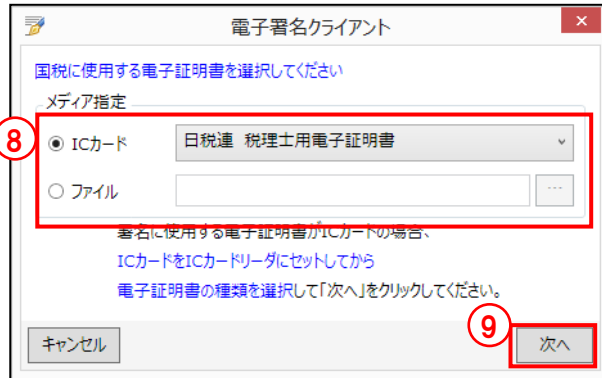 電子署名クライアント
×
国税に使用する電子証明書を選択してください
メディア指定
⑧
ICカード
日税連 税理士用電子証明書
ファイル
...
署名に使用する電子証明書がICカードの場合、
ICカードをICカードリーダにセットしてから
電子証明書の種類を選択して「次へ」をクリックしてください。
⑨
キャンセル
次へ